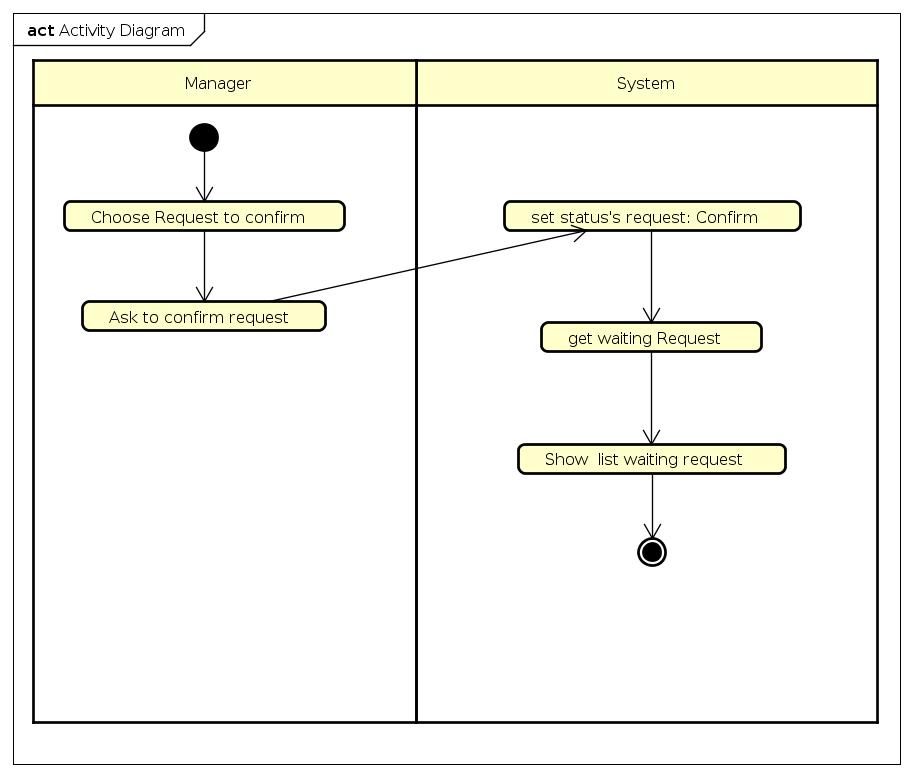 act Activity Diagram
Manager
System
Choose Request to confirm
set status's request: Confirm
Ask to confirm request
get waiting Request
Show list waiting request